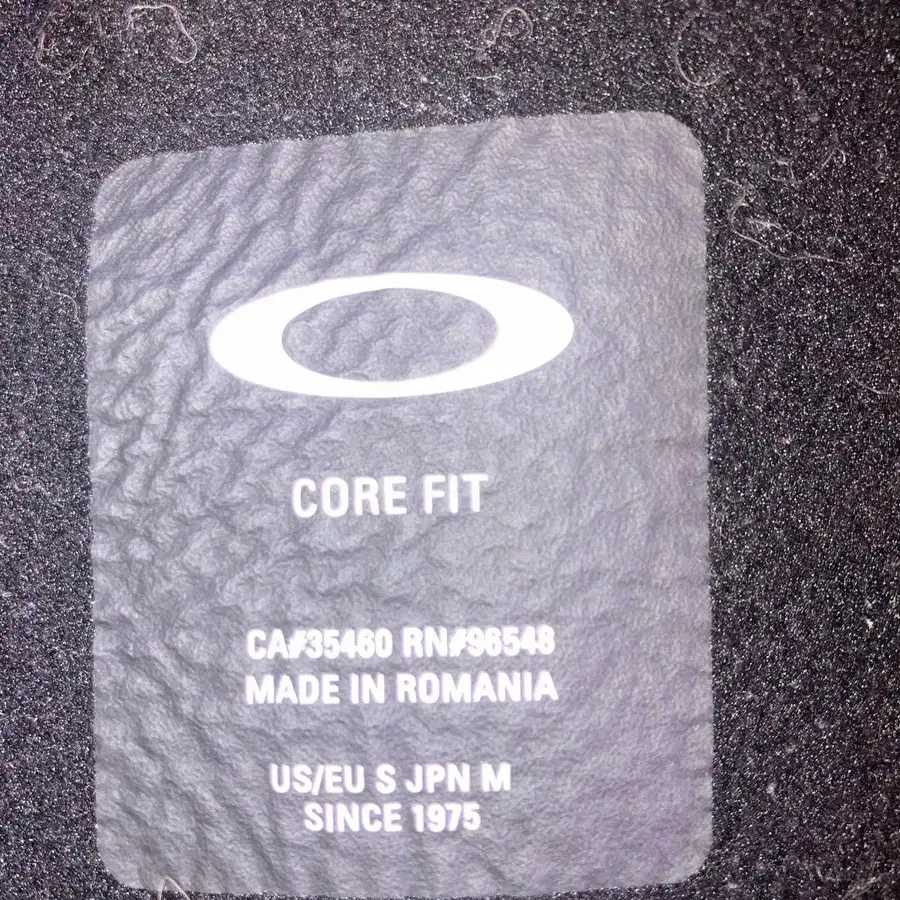 CORE FIT
CA#35460 RN#96548
MADE IN ROMANIA
US/EU S JPN M
SINCE 1975